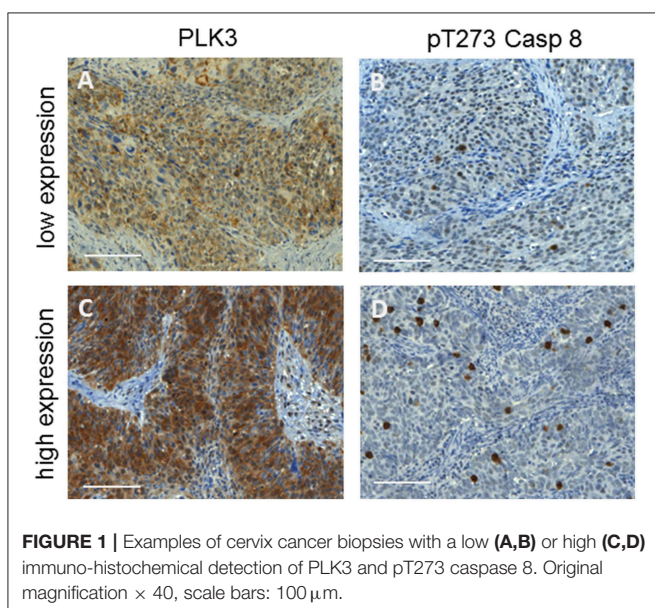 PLK3
pT273 Casp 8
low expression
A
B
high expression
C
D
FIGURE 1 | Examples of cervix cancer biopsies with a low (A,B) or high (C,D)
immuno-histochemical detection of PLK3 and pT273 caspase 8. Original
magnification × 40, scale bars: 100 μm.